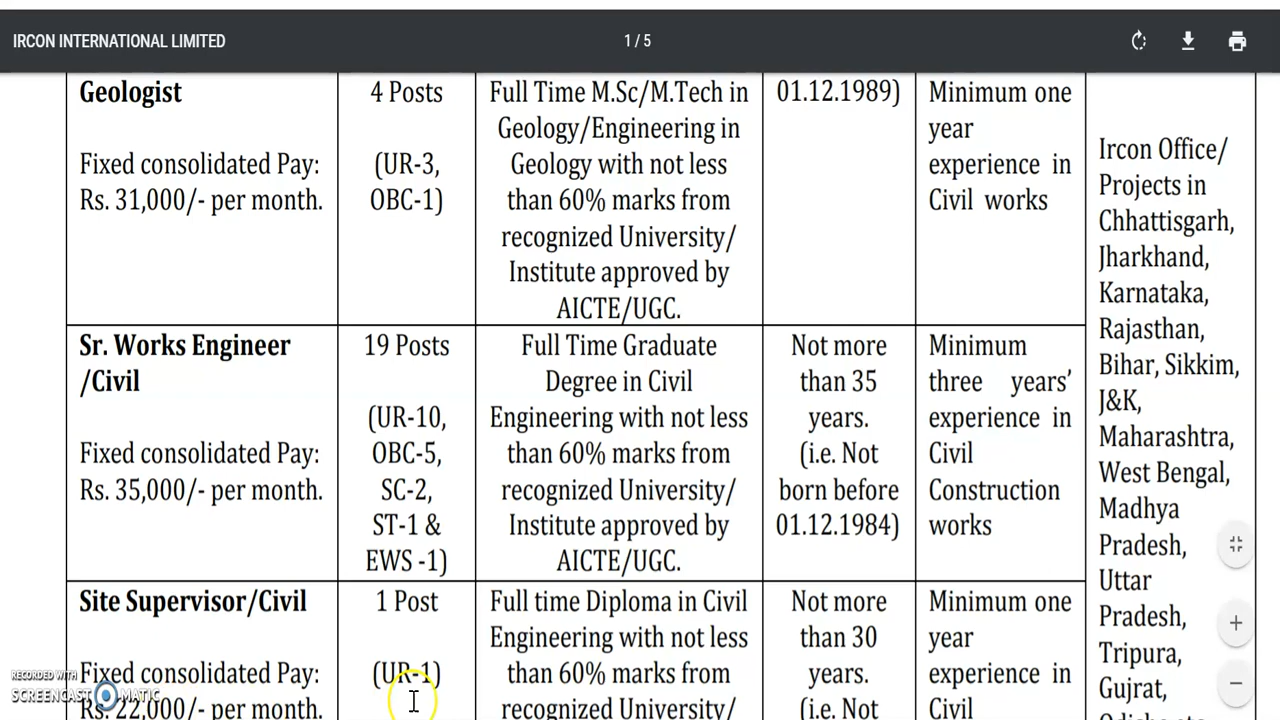 IRCON INTERNATIONAL LIMITED
1 / 5
Geologist
Fixed consolidated Pay:
Rs. 31,000/- per month.
4 Posts
(UR-3,
OBC-1)
Full Time M.Sc/M.Tech in
Geology/Engineering in
Geology with not less
than 60% marks from
recognized University/
Institute approved by
AICTE/UGC.
01.12.1989)
Minimum one
year
experience in
Civil works
Sr. Works Engineer
/Civil
Fixed consolidated Pay:
Rs. 35,000/- per month.
19 Posts
(UR-10,
OBC-5,
SC-2,
ST-1 &
EWS -1)
Full Time Graduate
Degree in Civil
Engineering with not less
than 60% marks from
recognized University/
Institute approved by
AICTE/UGC.
Not more
than 35
years.
(i.e. Not
born before
01.12.1984)
Minimum
three years’
experience in
Civil
Construction
works
Site Supervisor/Civil
Fixed consolidated Pay:
Rs. 22,000/- per month.
1 Post
(UR-1)
Full time Diploma in Civil
Engineering with not less
than 60% marks from
recognized University/
Not more
than 30
years.
(i.e. Not
Minimum one
year
experience in
Civil
Ircon Office/
Projects in
Chhattisgarh,
Jharkhand,
Karnataka,
Rajasthan,
Bihar, Sikkim,
J&K,
Maharashtra,
West Bengal,
Madhya
Pradesh,
Uttar
Pradesh,
Tripura,
Gujrat,
RECORDED WITH
SCREENCAST MATIC